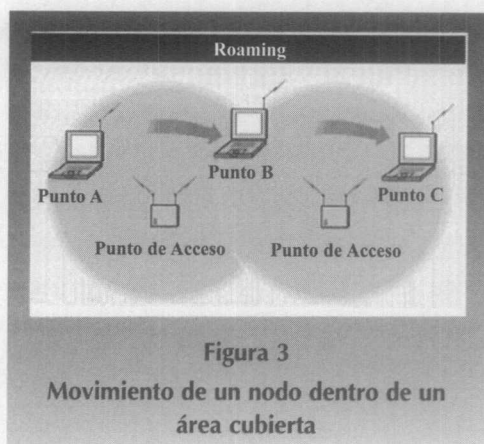 Roaming
Punto A
Punto B
Punto C
Punto de Acceso
Punto de Acceso
Figura 3
Movimiento de un nodo dentro de un
área cubierta